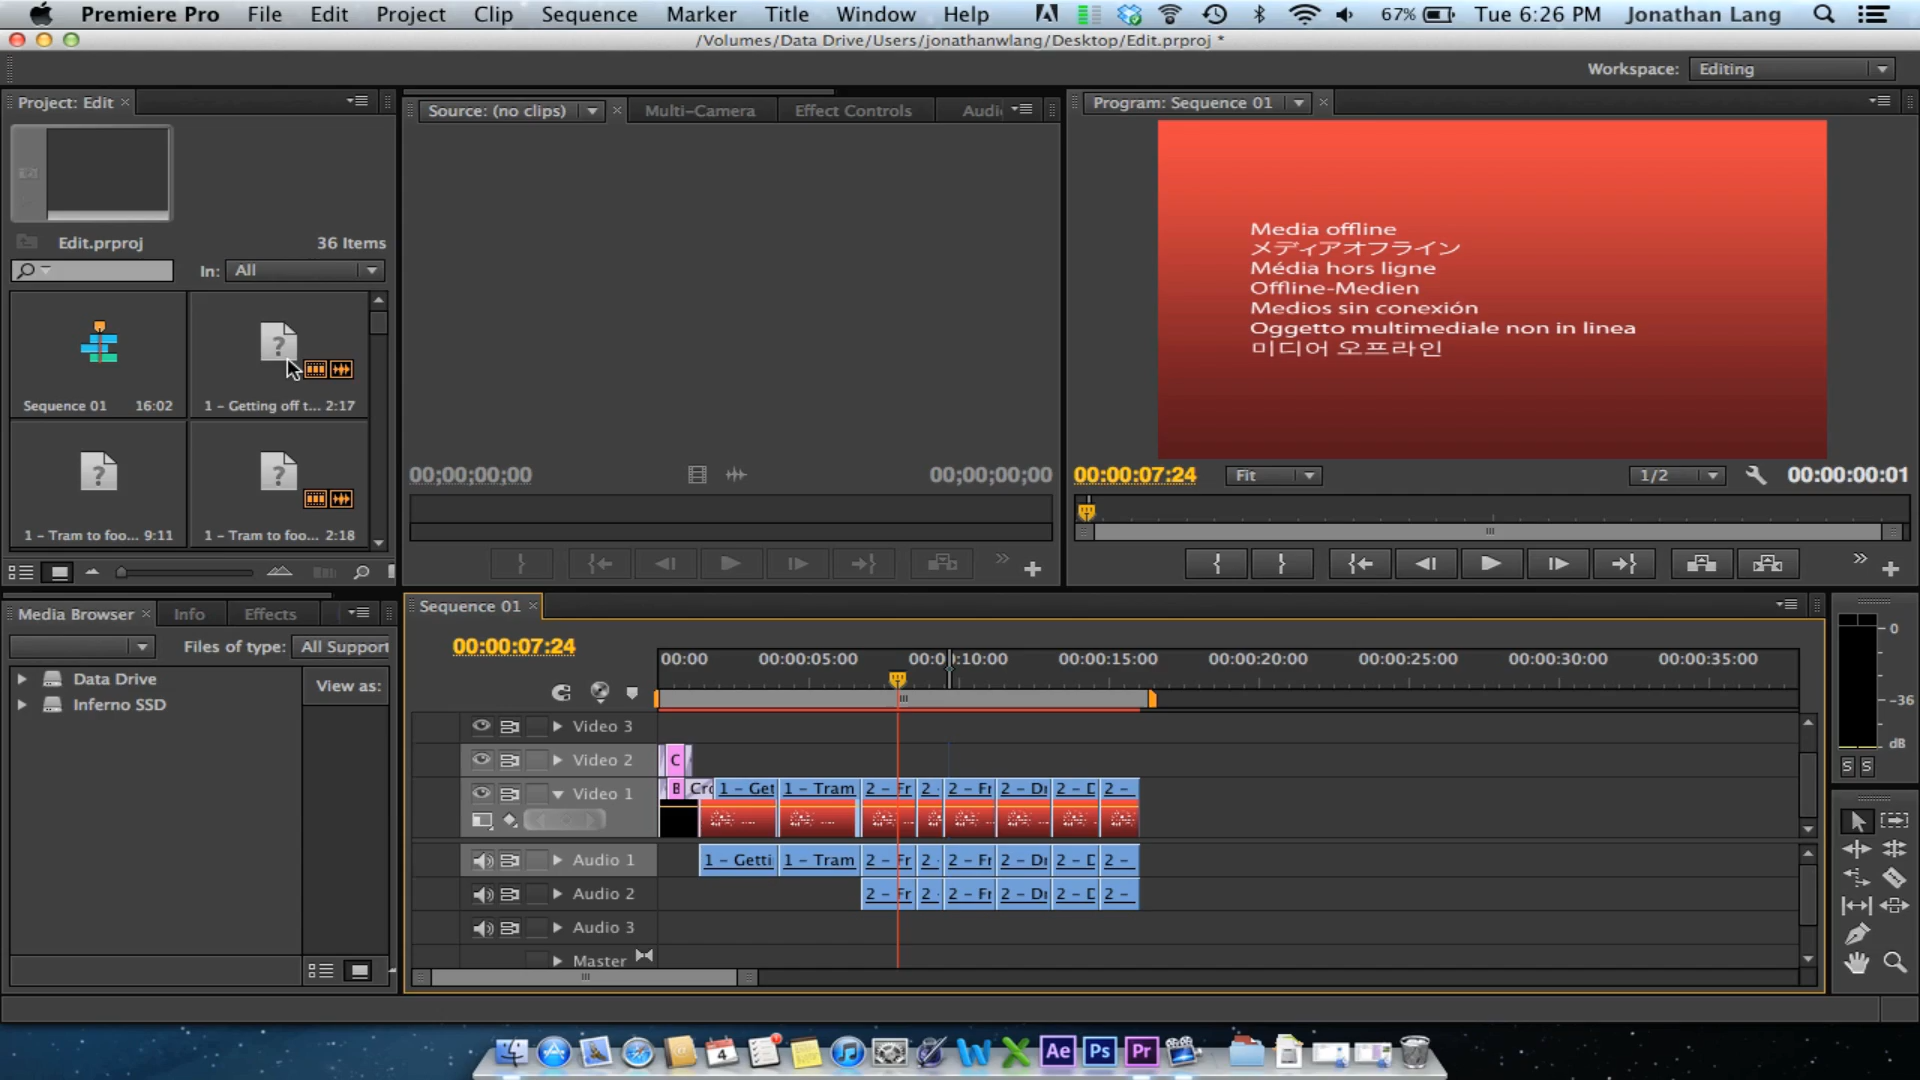 Premiere Pro File Edit Project Clip Sequence Marker Title Window Help 67% Tue 6:26 PM Jonathan Lang
/Volumes/Data Drive/Users/jonathanwlang/Desktop/Edit.prproj *
Workspace: Editing
Project: Edit
Source: (no clips) Multi-Camera Effect Controls Audi
Program: Sequence 01
Edit.prproj 36 Items
In: All
Media offline
メディアオフライン
Média hors ligne
Offline-Medien
Medios sin conexión
Oggetto multimediale non in linea
미디어 오프라인
Sequence 01 16:02
1 - Getting off t... 2:17
1 - Tram to foo... 9:11
1 - Tram to foo... 2:18
00;00;00;00 00;00;00;00
00:00:07:24 Fit 1/2 00:00:00:01
Media Browser Info Effects
Files of type: All Support
View as:
Data Drive
Inferno SSD
Sequence 01
00:00:07:24
00:00 00:00:05:00 00:00:10:00 00:00:15:00 00:00:20:00 00:00:25:00 00:00:30:00 00:00:35:00
Video 3
Video 2 C
Video 1 B Cro 1 - Get 1 - Tram 2 - Fr 2 - 2 - Fr 2 - Di 2 - D 2 -
Audio 1 1 - Getti 1 - Tram 2 - Fr 2 - 2 - Fr 2 - Di 2 - D 2 -
Audio 2 2 - Fr 2 - 2 - Fr 2 - Di 2 - D 2 -
Audio 3
Master
0
-36
dB
S S
4
Ae Ps Pr